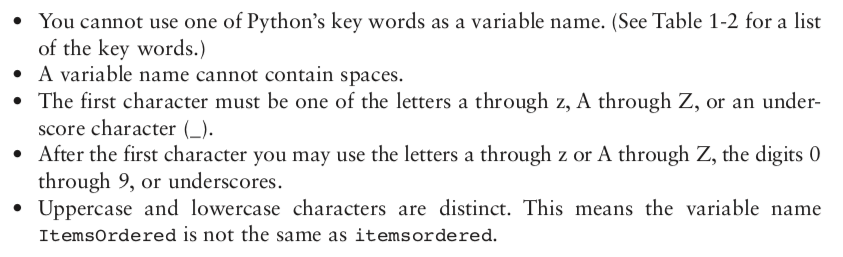 • You cannot use one of Python’s key words as a variable name. (See Table 1-2 for a list
of the key words.)
• A variable name cannot contain spaces.
• The first character must be one of the letters a through z, A through Z, or an under-
score character (_).
• After the first character you may use the letters a through z or A through Z, the digits 0
through 9, or underscores.
• Uppercase and lowercase characters are distinct. This means the variable name
ItemsOrdered is not the same as itemsordered.